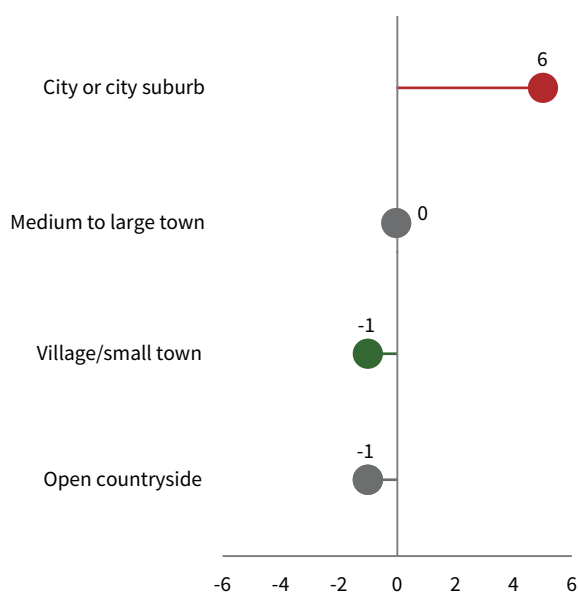 6
City or city suburb
Medium to large town 0
-1
Village/small town
-1
Open countryside
-6 -4 -2 0 2 4 6